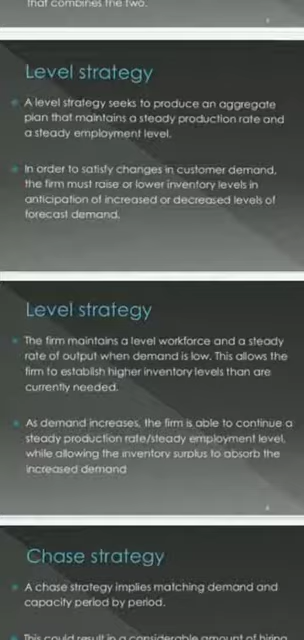 that combines the two.
Level strategy
A level strategy seeks to produce an aggregate
plan that maintains a steady production rate and
a steady employment level.
In order to satisfy changes in customer demand,
the firm must raise or lower inventory levels in
anticipation of increased or decreased levels of
forecast demand.
Level strategy
The firm maintains a level workforce and a steady
rate of output when demand is low. This allows the
firm to establish higher inventory levels than are
currently needed.
As demand increases, the firm is able to continue a
steady production rate/steady employment level,
while allowing the inventory surplus to absorb the
increased demand
Chase strategy
A chase strategy implies matching demand and
capacity period by period.
This could result in a considerable amount of hiring